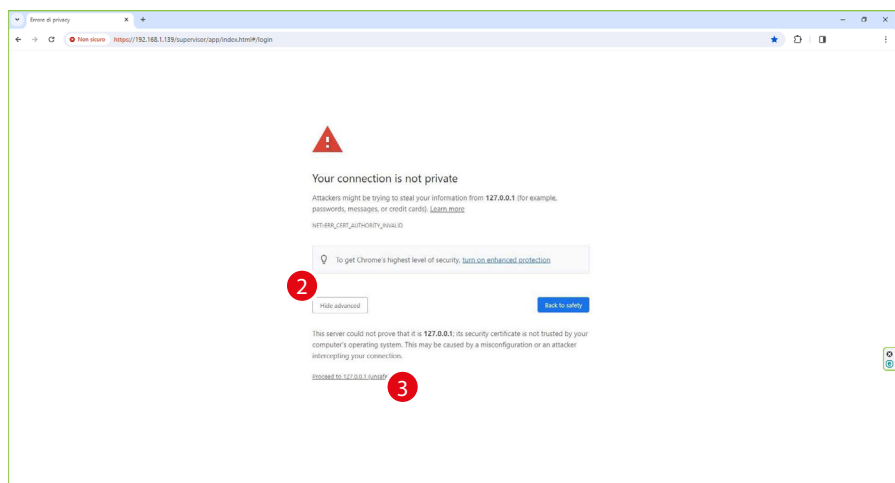 Errore di privacy
Non sicuro https://192.168.1.139/supervisor/app/index.html#/login
Your connection is not private
Attackers might be trying to steal your information from 127.0.0.1 (for example,
passwords, messages, or credit cards). Learn more
NET::ERR_CERT_AUTHORITY_INVALID
To get Chrome's highest level of security, turn on enhanced protection
2
Hide advanced
Back to safety
This server could not prove that it is 127.0.0.1; its security certificate is not trusted by your
computer's operating system. This may be caused by a misconfiguration or an attacker
intercepting your connection.
Proceed to 127.0.0.1 (unsafe
3